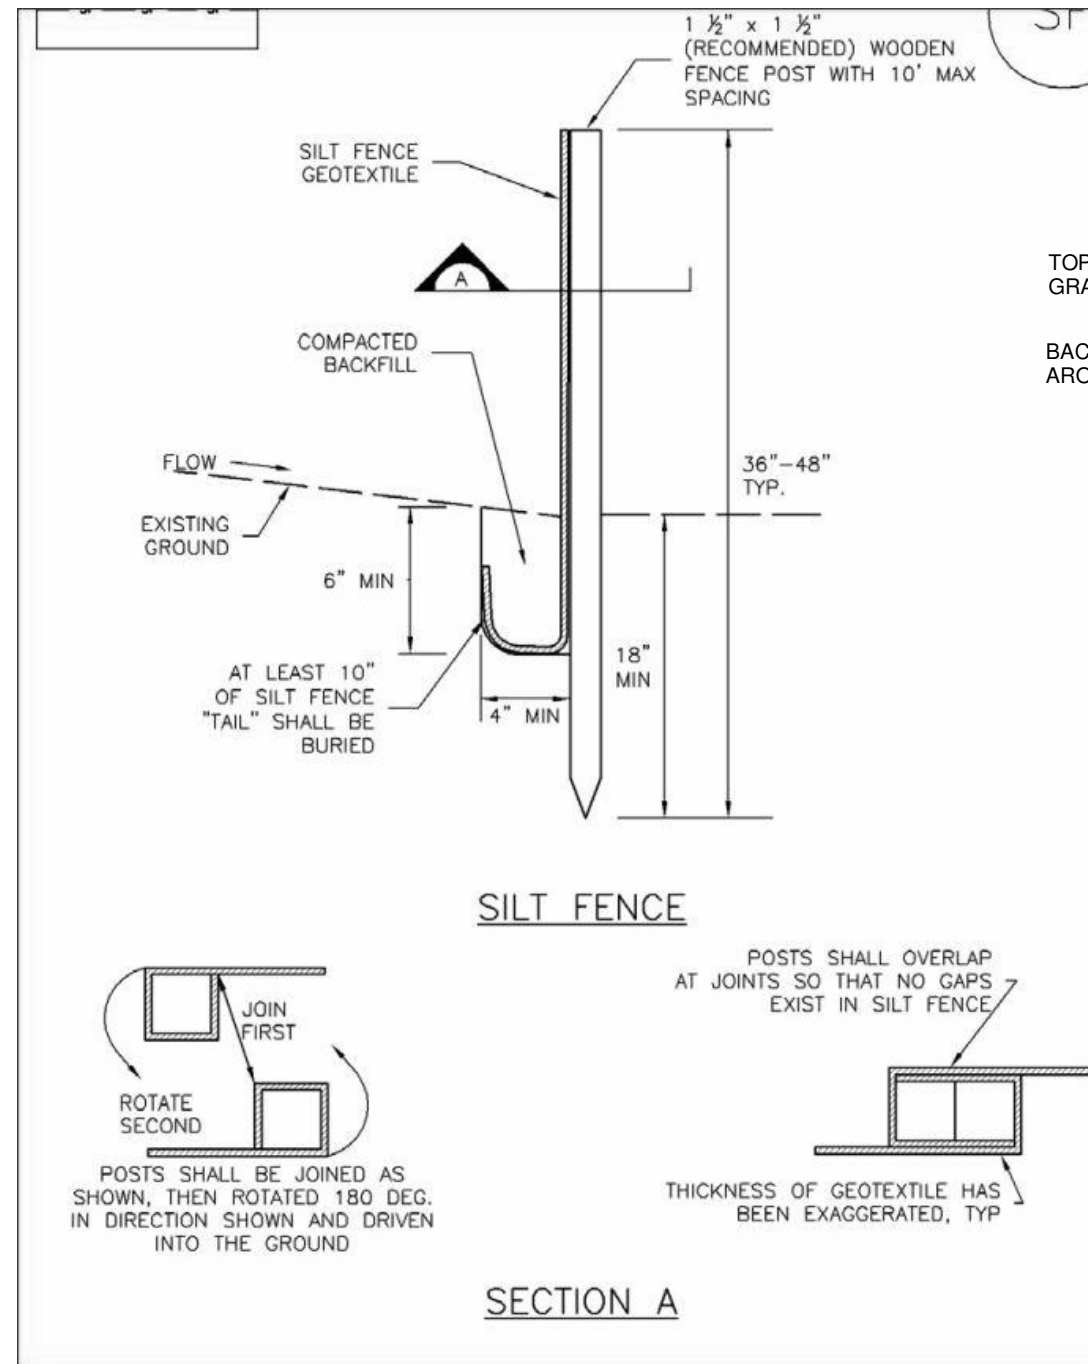 1 ½" x 1 ½"
(RECOMMENDED) WOODEN
FENCE POST WITH 10' MAX
SPACING
SILT FENCE
GEOTEXTILE
A
COMPACTED
BACKFILL
FLOW
EXISTING
GROUND
36"-48"
TYP.
6" MIN
18"
MIN
AT LEAST 10"
OF SILT FENCE
"TAIL" SHALL BE
BURIED
4" MIN
SILT FENCE
JOIN
FIRST
ROTATE
SECOND
POSTS SHALL BE JOINED AS
SHOWN, THEN ROTATED 180 DEG.
IN DIRECTION SHOWN AND DRIVEN
INTO THE GROUND
POSTS SHALL OVERLAP
AT JOINTS SO THAT NO GAPS
EXIST IN SILT FENCE
THICKNESS OF GEOTEXTILE HAS
BEEN EXAGGERATED, TYP
SECTION A